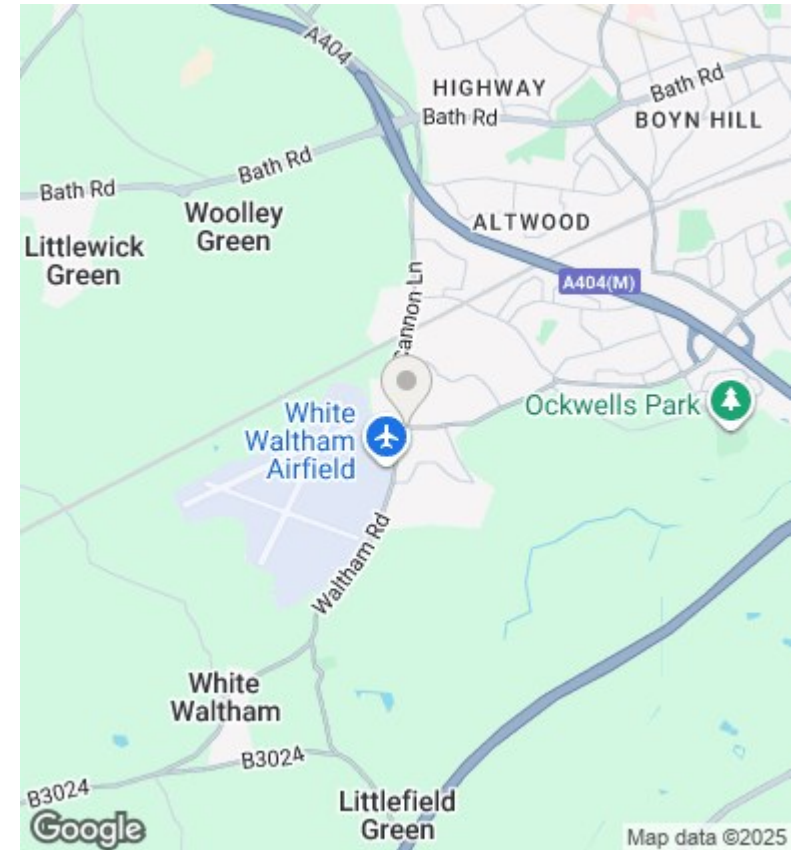 A404
HIGHWAY
Bath Rd
Bath Rd
BOYN HILL
Bath Rd
Bath Rd
Woolley
Green
Littlewick
Green
ALTWOOD
A404(M)
Cannon Ln
Ockwells Park
White
Waltham
Airfield
Waltham Rd
White
Waltham
B3024
B3024
Littlefield
Green
Google
Map data ©2025